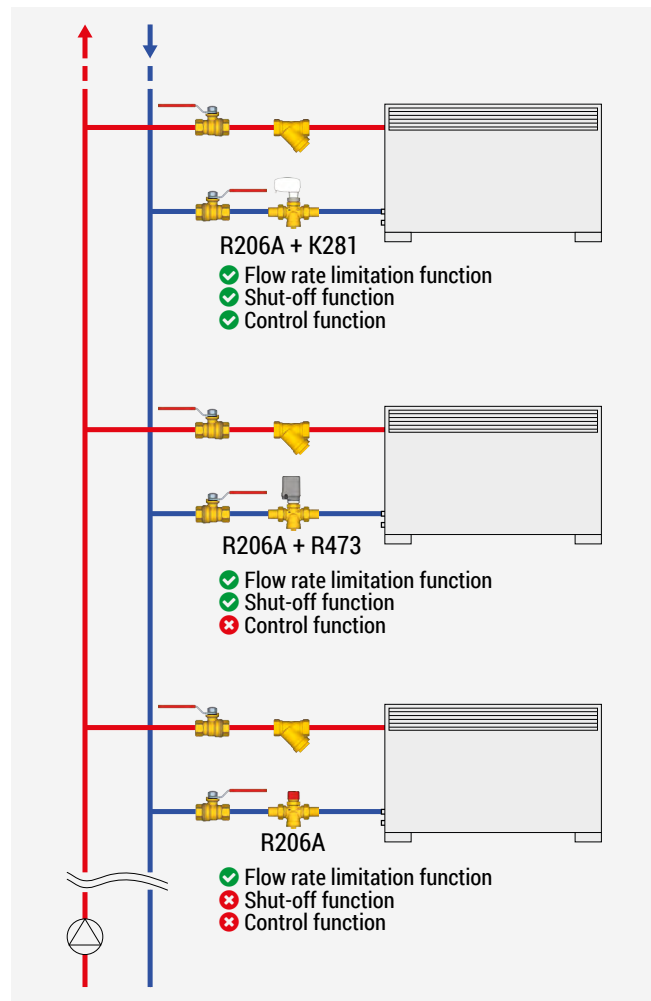 R206A + K281
Flow rate limitation function
Shut-off function
Control function
R206A + R473
Flow rate limitation function
Shut-off function
Control function
R206A
Flow rate limitation function
Shut-off function
Control function